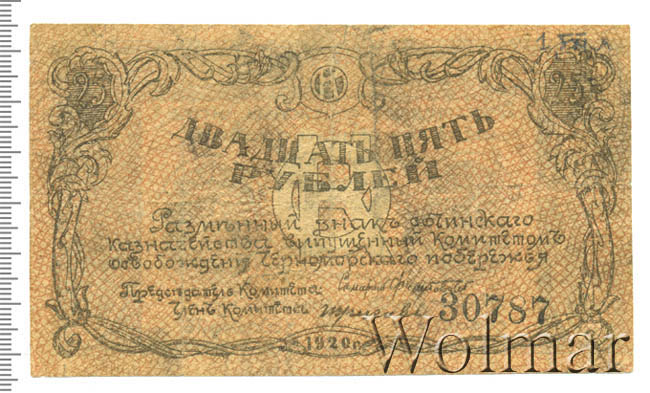 25
25
ДВАДЦАТЬ ПЯТЬ
РУБЛЕЙ
Размѣнный знакъ сочинскаго
казначейства выпущенный комитетомъ
освобожденія Черноморскаго побережья
Предсѣдатель Комитета
Членъ Комитета
30787
1920г.
Wolmar